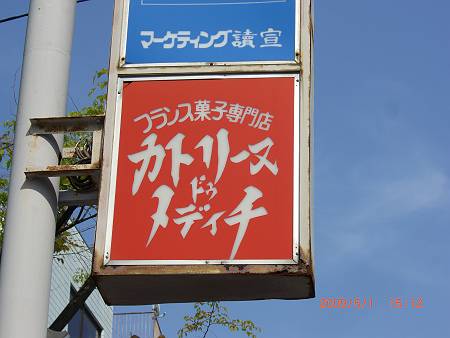 マーケティング讀宣
フランス菓子専門店
カトリーヌ
ドゥ
メディチ